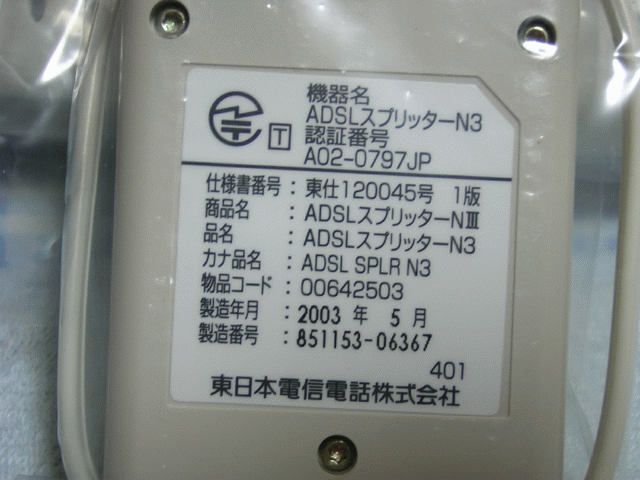 機器名
ADSLスプリッターN3
T
認証番号
A02-0797JP
仕様書番号：東仕120045号 1版
商品名：ADSLスプリッターNⅢ
品名：ADSLスプリッターN3
カナ品名：ADSL SPLR N3
物品コード：00642503
製造年月：2003 年 5 月
製造番号：851153-06367
401
東日本電信電話株式会社